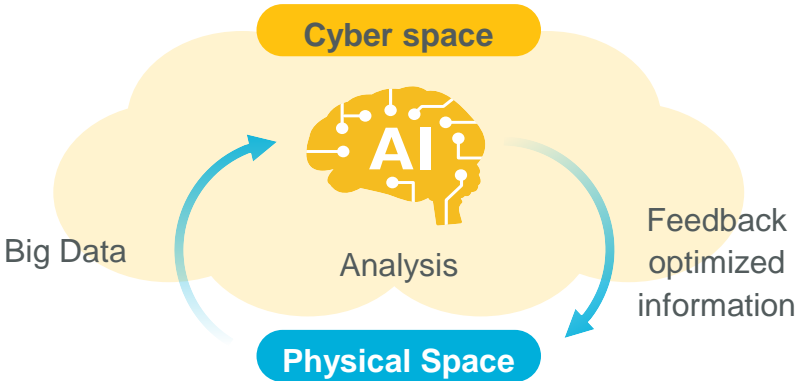 Cyber space
AI
Big Data
Analysis
Feedback
optimized
information
Physical Space